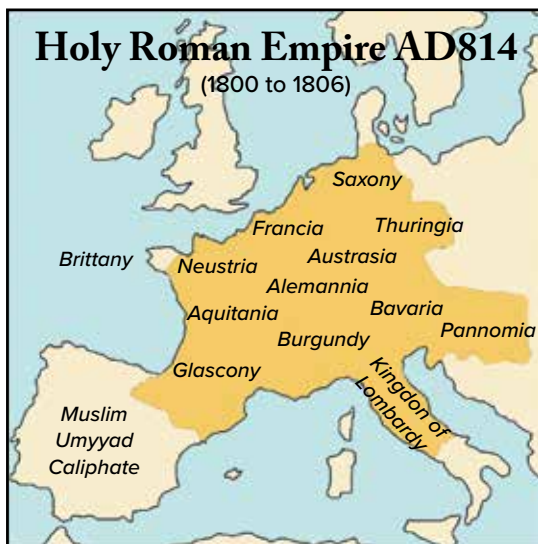 Holy Roman Empire AD814
(1800 to 1806)
Saxony
Francia
Thuringia
Brittany
Neustria
Austrasia
Alemannia
Aquitania
Bavaria
Burgundy
Pannomia
Glascony
Kingdon of
Lombardy
Muslim
Umyyad
Caliphate